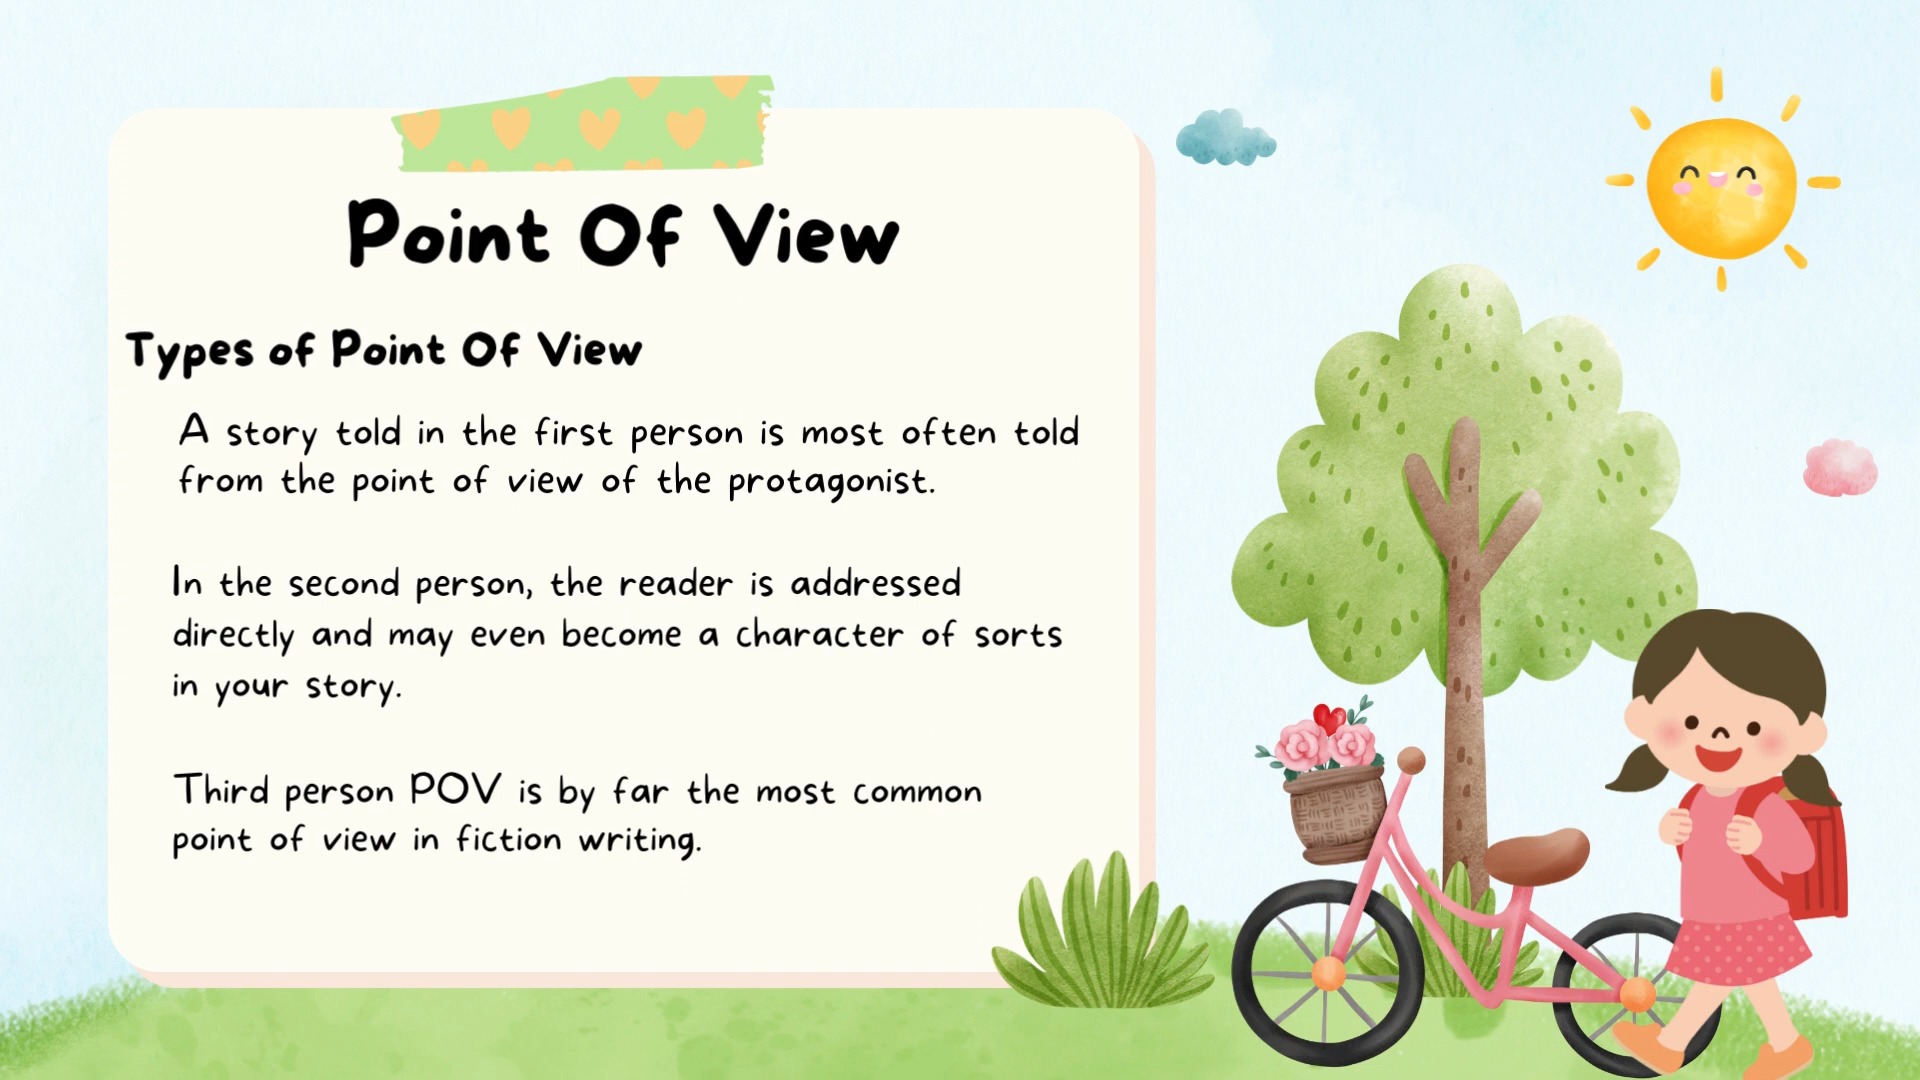 Point Of View
Types of Point Of View
A story told in the first person is most often told
from the point of view of the protagonist.
In the second person, the reader is addressed
directly and may even become a character of sorts
in your story.
Third person POV is by far the most common
point of view in fiction writing.